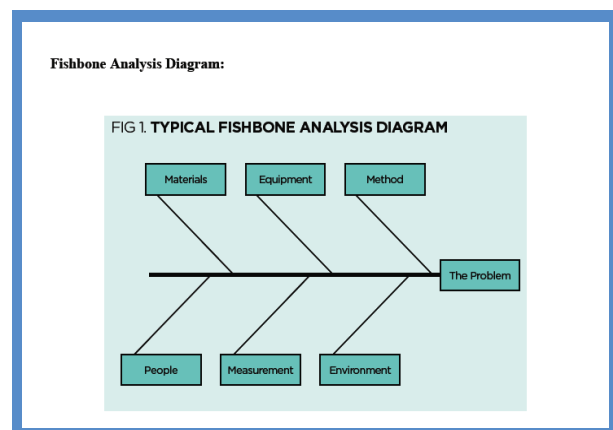 Fishbone Analysis Diagram:
FIG 1. TYPICAL FISHBONE ANALYSIS DIAGRAM
Materials
Equipment
Method
The Problem
People
Measurement
Environment